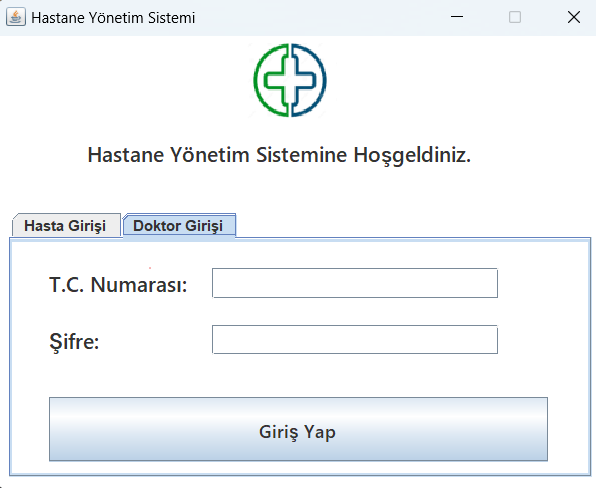 Hastane Yönetim Sistemi
Hastane Yönetim Sistemine Hoşgeldiniz.
Hasta Girişi Doktor Girişi
T.C. Numarası:
Şifre:
Giriş Yap